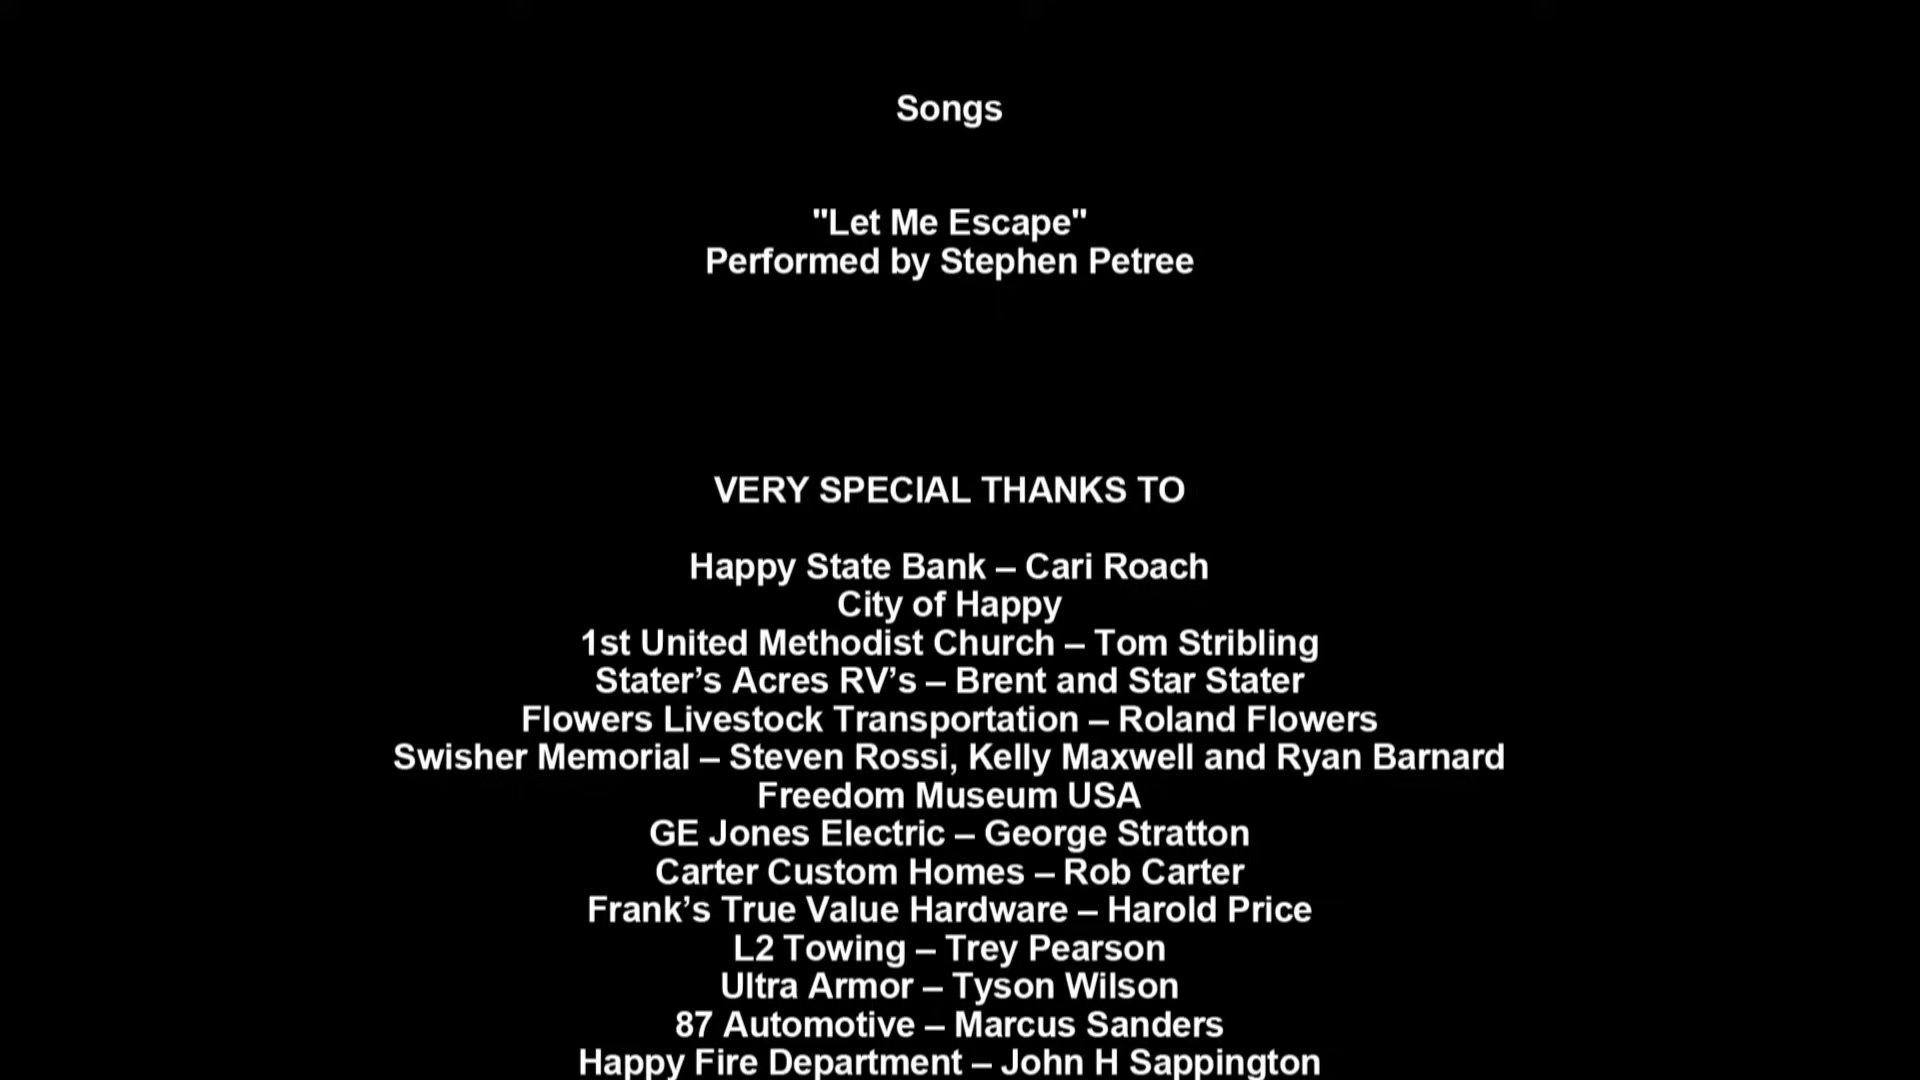 Songs
"Let Me Escape"
Performed by Stephen Petree
VERY SPECIAL THANKS TO
Happy State Bank – Cari Roach
City of Happy
1st United Methodist Church – Tom Stribling
Stater’s Acres RV’s – Brent and Star Stater
Flowers Livestock Transportation – Roland Flowers
Swisher Memorial – Steven Rossi, Kelly Maxwell and Ryan Barnard
Freedom Museum USA
GE Jones Electric – George Stratton
Carter Custom Homes – Rob Carter
Frank’s True Value Hardware – Harold Price
L2 Towing – Trey Pearson
Ultra Armor – Tyson Wilson
87 Automotive – Marcus Sanders
Happy Fire Department – John H Sappington